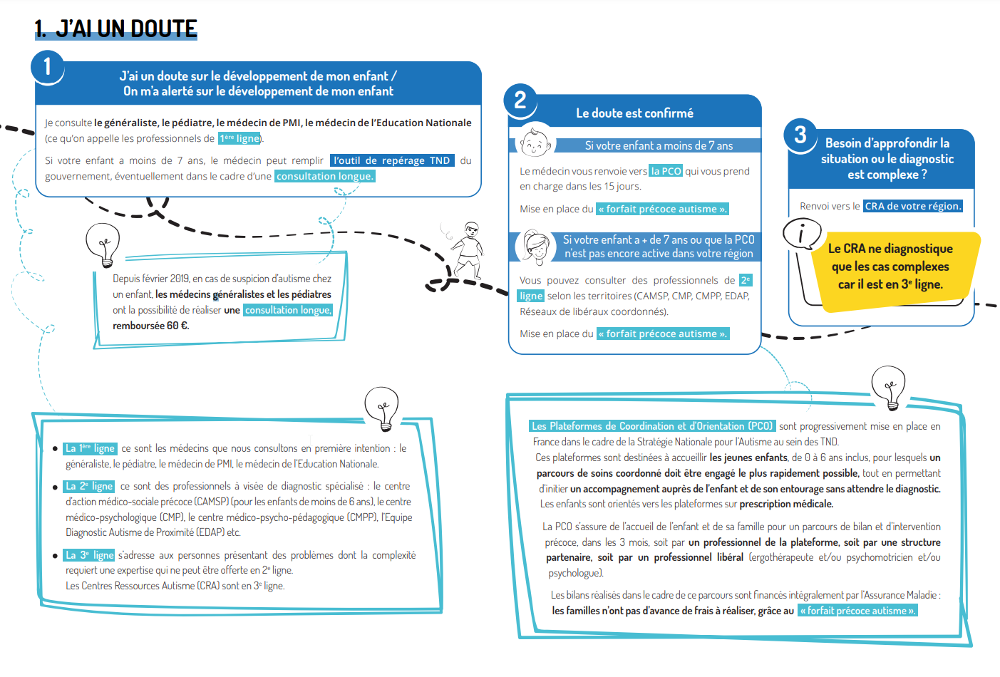 1. J'AI UN DOUTE
1
J'ai un doute sur le développement de mon enfant /
On m'a alerté sur le développement de mon enfant
Je consulte le généraliste, le pédiatre, le médecin de PMI, le médecin de l'Education Nationale
(ce qu'on appelle les professionnels de 1ère ligne).
Si votre enfant a moins de 7 ans, le médecin peut remplir l'outil de repérage TND du
gouvernement, éventuellement dans le cadre d'une consultation longue.
Depuis février 2019, en cas de suspicion d'autisme chez
un enfant, les médecins généralistes et les pédiatres
ont la possibilité de réaliser une consultation longue,
remboursée 60 €.
2
Le doute est confirmé
Si votre enfant a moins de 7 ans
Le médecin vous renvoie vers la PCO qui vous prend
en charge dans les 15 jours.
Mise en place du « forfait précoce autisme ».
Si votre enfant a + de 7 ans ou que la PCO
n'est pas encore active dans votre région
Vous pouvez consulter des professionnels de 2e
ligne selon les territoires (CAMSP, CMP, CMPP, EDAP,
Réseaux de libéraux coordonnés).
Mise en place du « forfait précoce autisme ».
3
Besoin d'approfondir la
situation ou le diagnostic
est complexe ?
Renvoi vers le CRA de votre région.
i
Le CRA ne diagnostique
que les cas complexes
car il est en 3e ligne.
• La 1ère ligne ce sont les médecins que nous consultons en première intention : le
généraliste, le pédiatre, le médecin de PMI, le médecin de l'Education Nationale.
• La 2e ligne ce sont des professionnels à visée de diagnostic spécialisé : le centre
d'action médico-sociale précoce (CAMSP) (pour les enfants de moins de 6 ans), le centre
médico-psychologique (CMP), le centre médico-psycho-pédagogique (CMPP), l'Equipe
Diagnostic Autisme de Proximité (EDAP) etc.
• La 3e ligne s'adresse aux personnes présentant des problèmes dont la complexité
requiert une expertise qui ne peut être offerte en 2e ligne.
Les Centres Ressources Autisme (CRA) sont en 3e ligne.
Les Plateformes de Coordination et d'Orientation (PCO) sont progressivement mise en place en
France dans le cadre de la Stratégie Nationale pour l'Autisme au sein des TND.
Ces plateformes sont destinées à accueillir les jeunes enfants, de 0 à 6 ans inclus, pour lesquels un
parcours de soins coordonné doit être engagé le plus rapidement possible, tout en permettant
d'initier un accompagnement auprès de l'enfant et de son entourage sans attendre le diagnostic.
Les enfants sont orientés vers les plateformes sur prescription médicale.
La PCO s'assure de l'accueil de l'enfant et de sa famille pour un parcours de bilan et d'intervention
précoce, dans les 3 mois, soit par un professionnel de la plateforme, soit par une structure
partenaire, soit par un professionnel libéral (ergothérapeute et/ou psychomotricien et/ou
psychologue).
Les bilans réalisés dans le cadre de ce parcours sont financés intégralement par l'Assurance Maladie :
les familles n'ont pas d'avance de frais à réaliser, grâce au « forfait précoce autisme ».